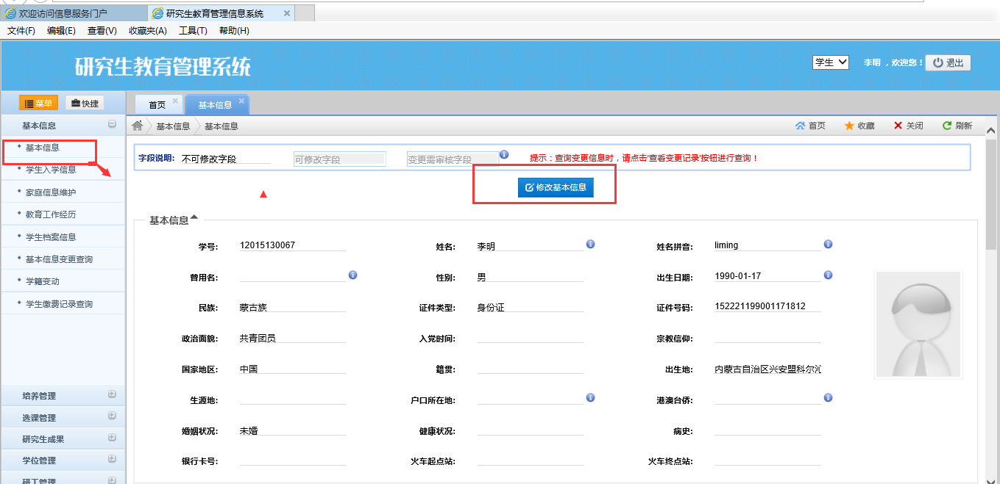 欢迎访问信息服务门户 研究生教育管理信息系统
文件(F) 编辑(E) 查看(V) 收藏夹(A) 工具(T) 帮助(H)
研究生教育管理系统
学生 李明 ，欢迎您！ 退出
菜单 快捷 首页 基本信息
基本信息 基本信息 基本信息 首页 收藏 关闭 刷新
基本信息
学生入学信息
家庭信息维护
教育工作经历
学生档案信息
基本信息变更查询
学籍变动
学生缴费记录查询
培养管理
选课管理
研究生成果
学位管理
研工管理
字段说明: 不可修改字段 可修改字段 变更需审核字段 提示：查询变更信息时，请点击'查看变更记录'按钮进行查询！
修改基本信息
基本信息
学号: 12015130067 姓名: 李明 姓名拼音: liming
曾用名: 性别: 男 出生日期: 1990-01-17
民族: 蒙古族 证件类型: 身份证 证件号码: 152221199001171812
政治面貌: 共青团员 入党时间: 宗教信仰:
国家地区: 中国 籍贯: 出生地: 内蒙古自治区兴安盟科尔沁
生源地: 户口所在地: 港澳台侨:
婚姻状况: 未婚 健康状况: 病史:
银行卡号: 火车起点站: 火车终点站: